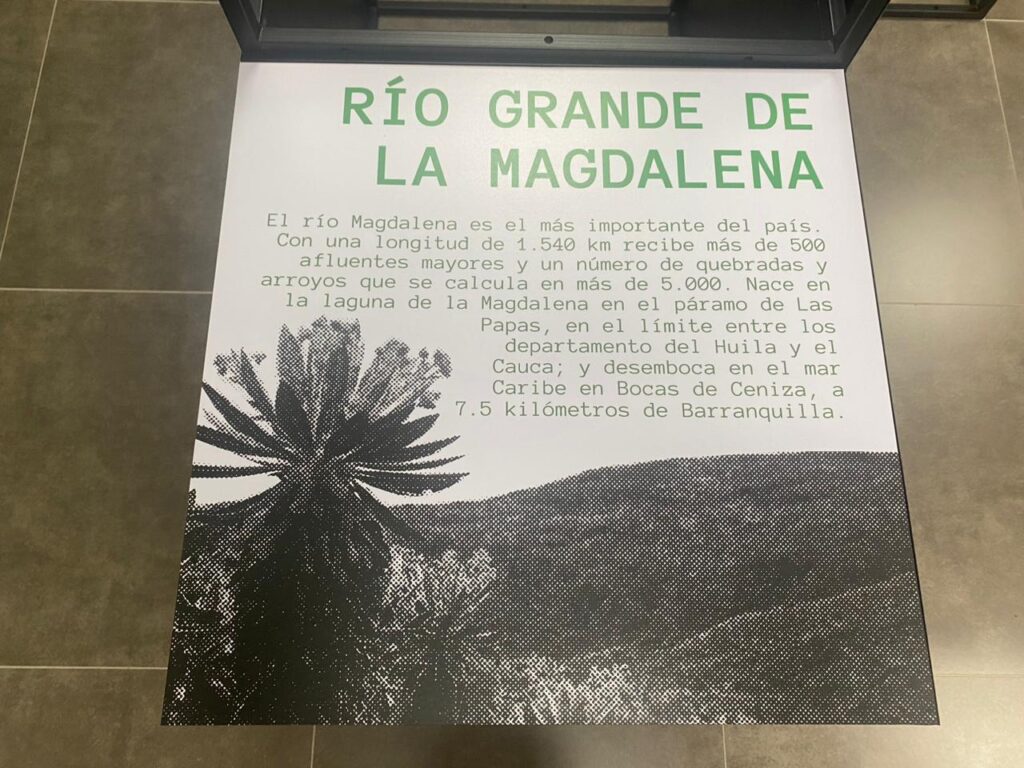 RÍO GRANDE DE
LA MAGDALENA
El río Magdalena es el más importante del país.
Con una longitud de 1.540 km recibe más de 500
afluentes mayores y un número de quebradas y
arroyos que se calcula en más de 5.000. Nace en
la laguna de la Magdalena en el páramo de Las
Papas, en el límite entre los
departamento del Huila y el
Cauca; y desemboca en el mar
Caribe en Bocas de Ceniza, a
7.5 kilómetros de Barranquilla.